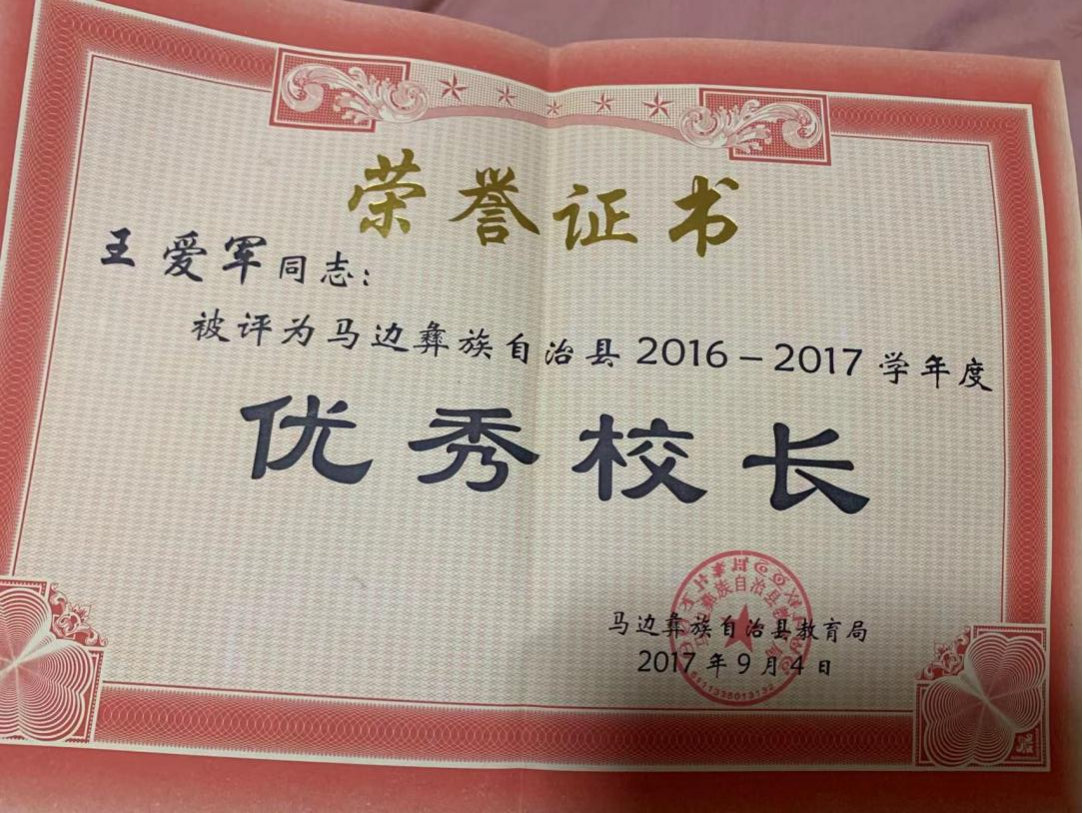 荣誉证书
王爱军同志：
被评为马边彝族自治县2016－2017学年度
优秀校长
马边彝族自治县教育局
2017年9月4日